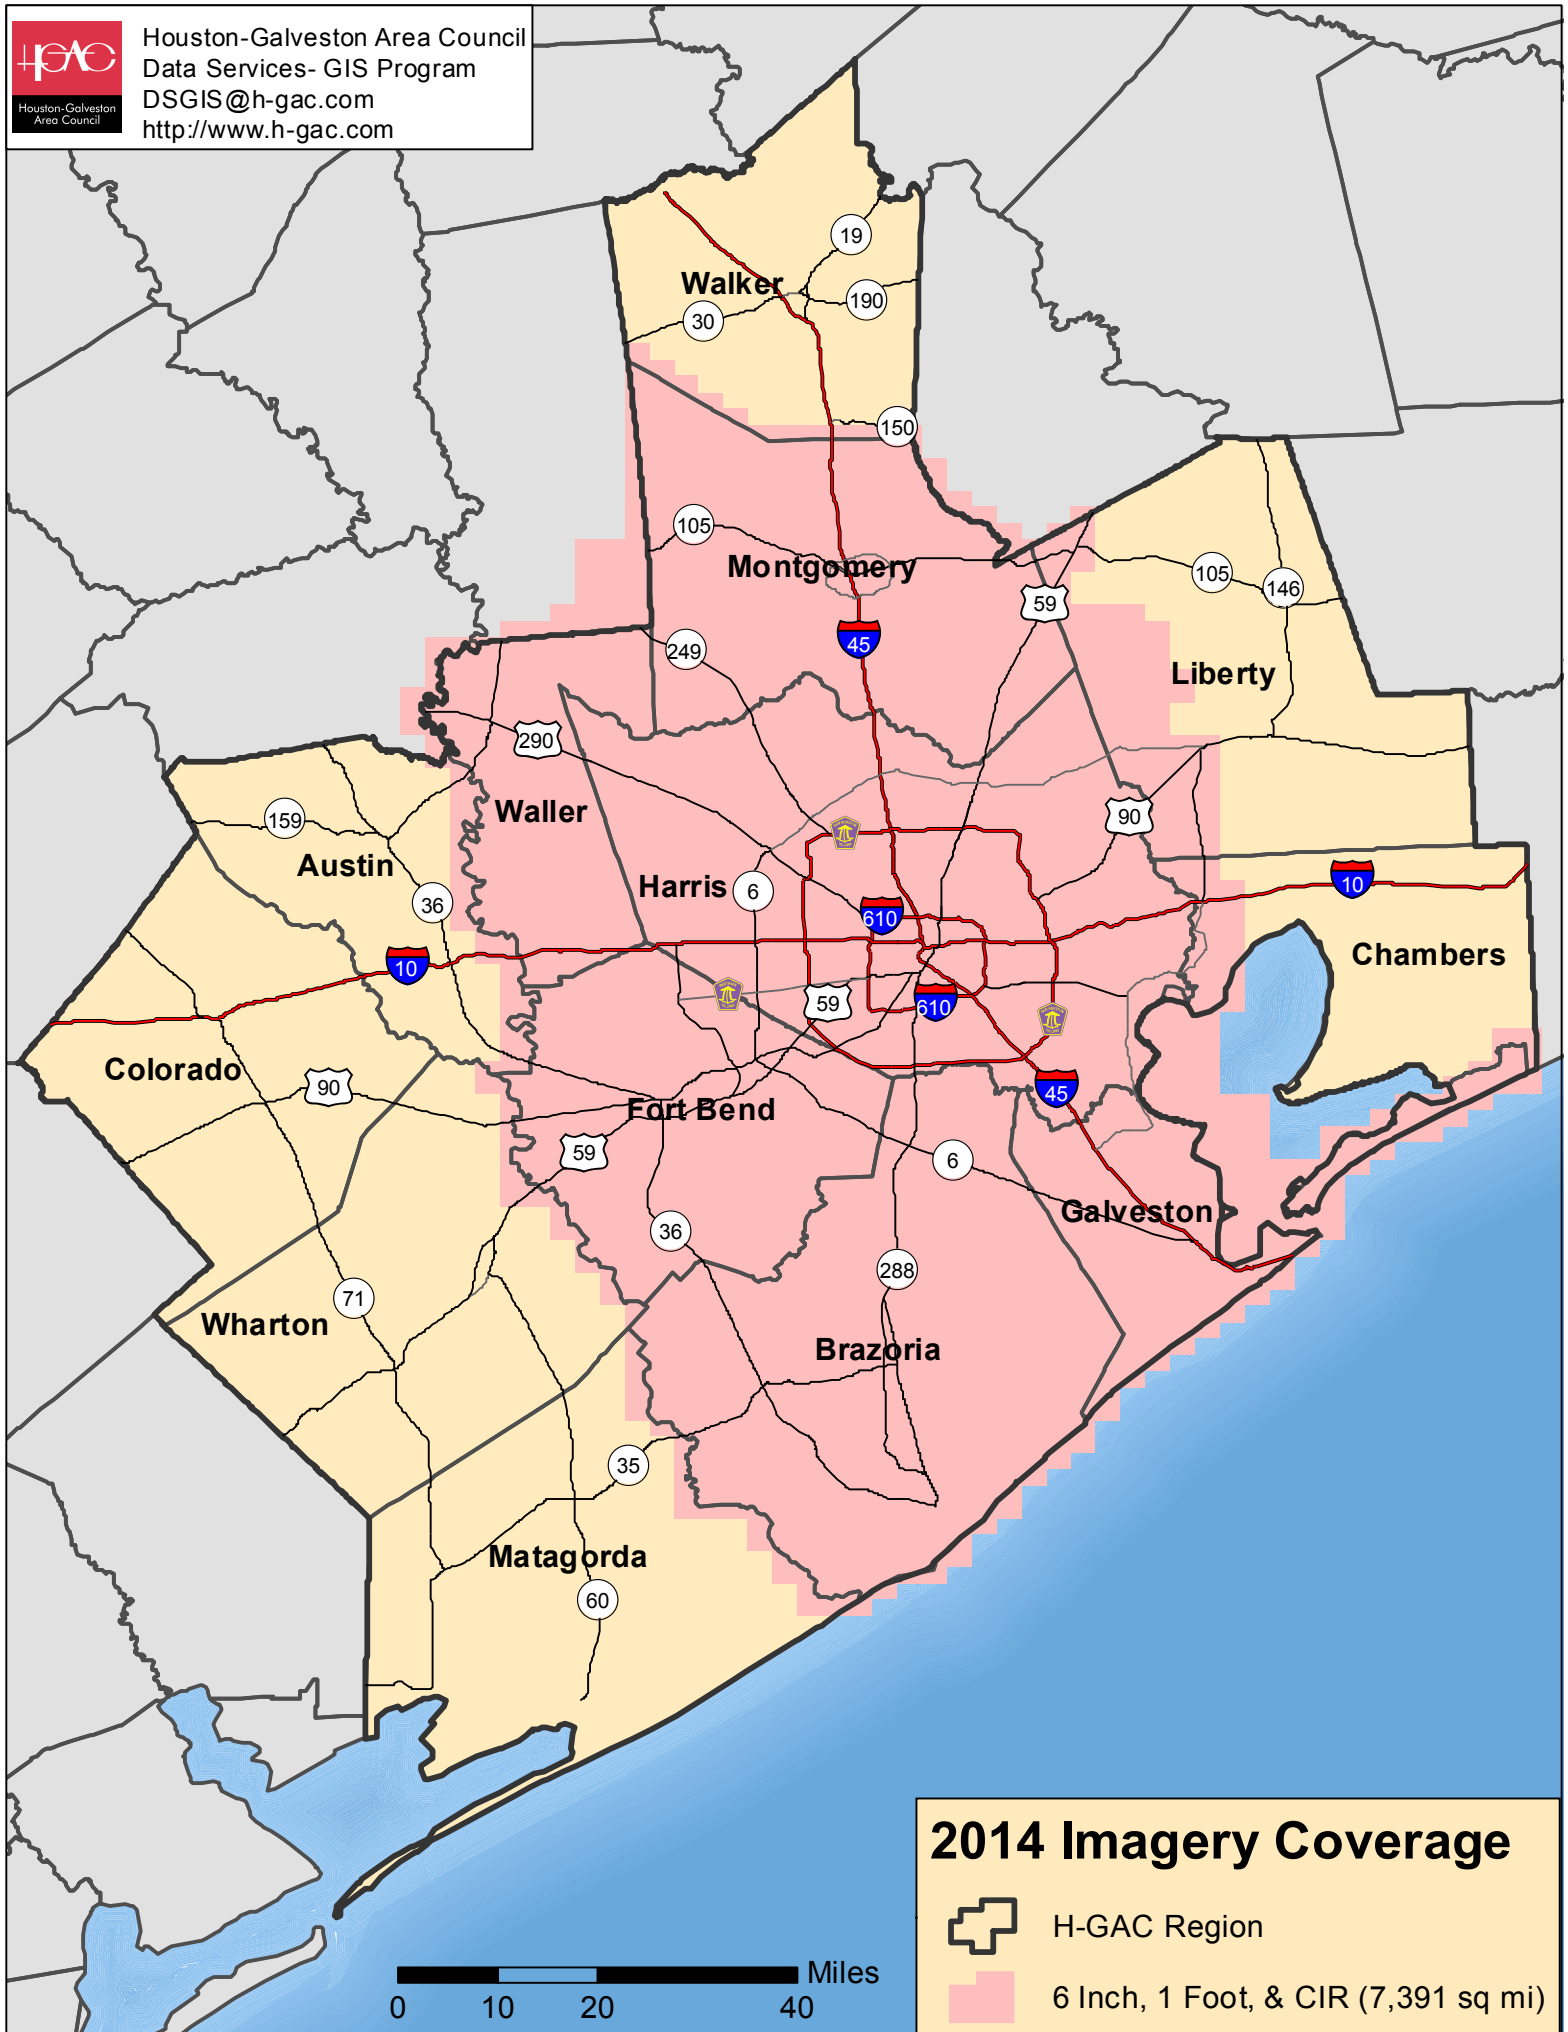 HGAC
Houston-Galveston
Area Council
Houston-Galveston Area Council
Data Services- GIS Program
DSGIS@h-gac.com
http://www.h-gac.com
19
Walker
190
30
150
105
Montgomery
105
146
59
45
249
Liberty
290
Waller
90
159
Austin
Harris
6
10
36
610
Chambers
10
59
610
Colorado
90
45
Fort Bend
59
6
Galveston
36
288
71
Wharton
Brazoria
35
Matagorda
60
2014 Imagery Coverage
H-GAC Region
6 Inch, 1 Foot, & CIR (7,391 sq mi)
Miles
0 10 20 40